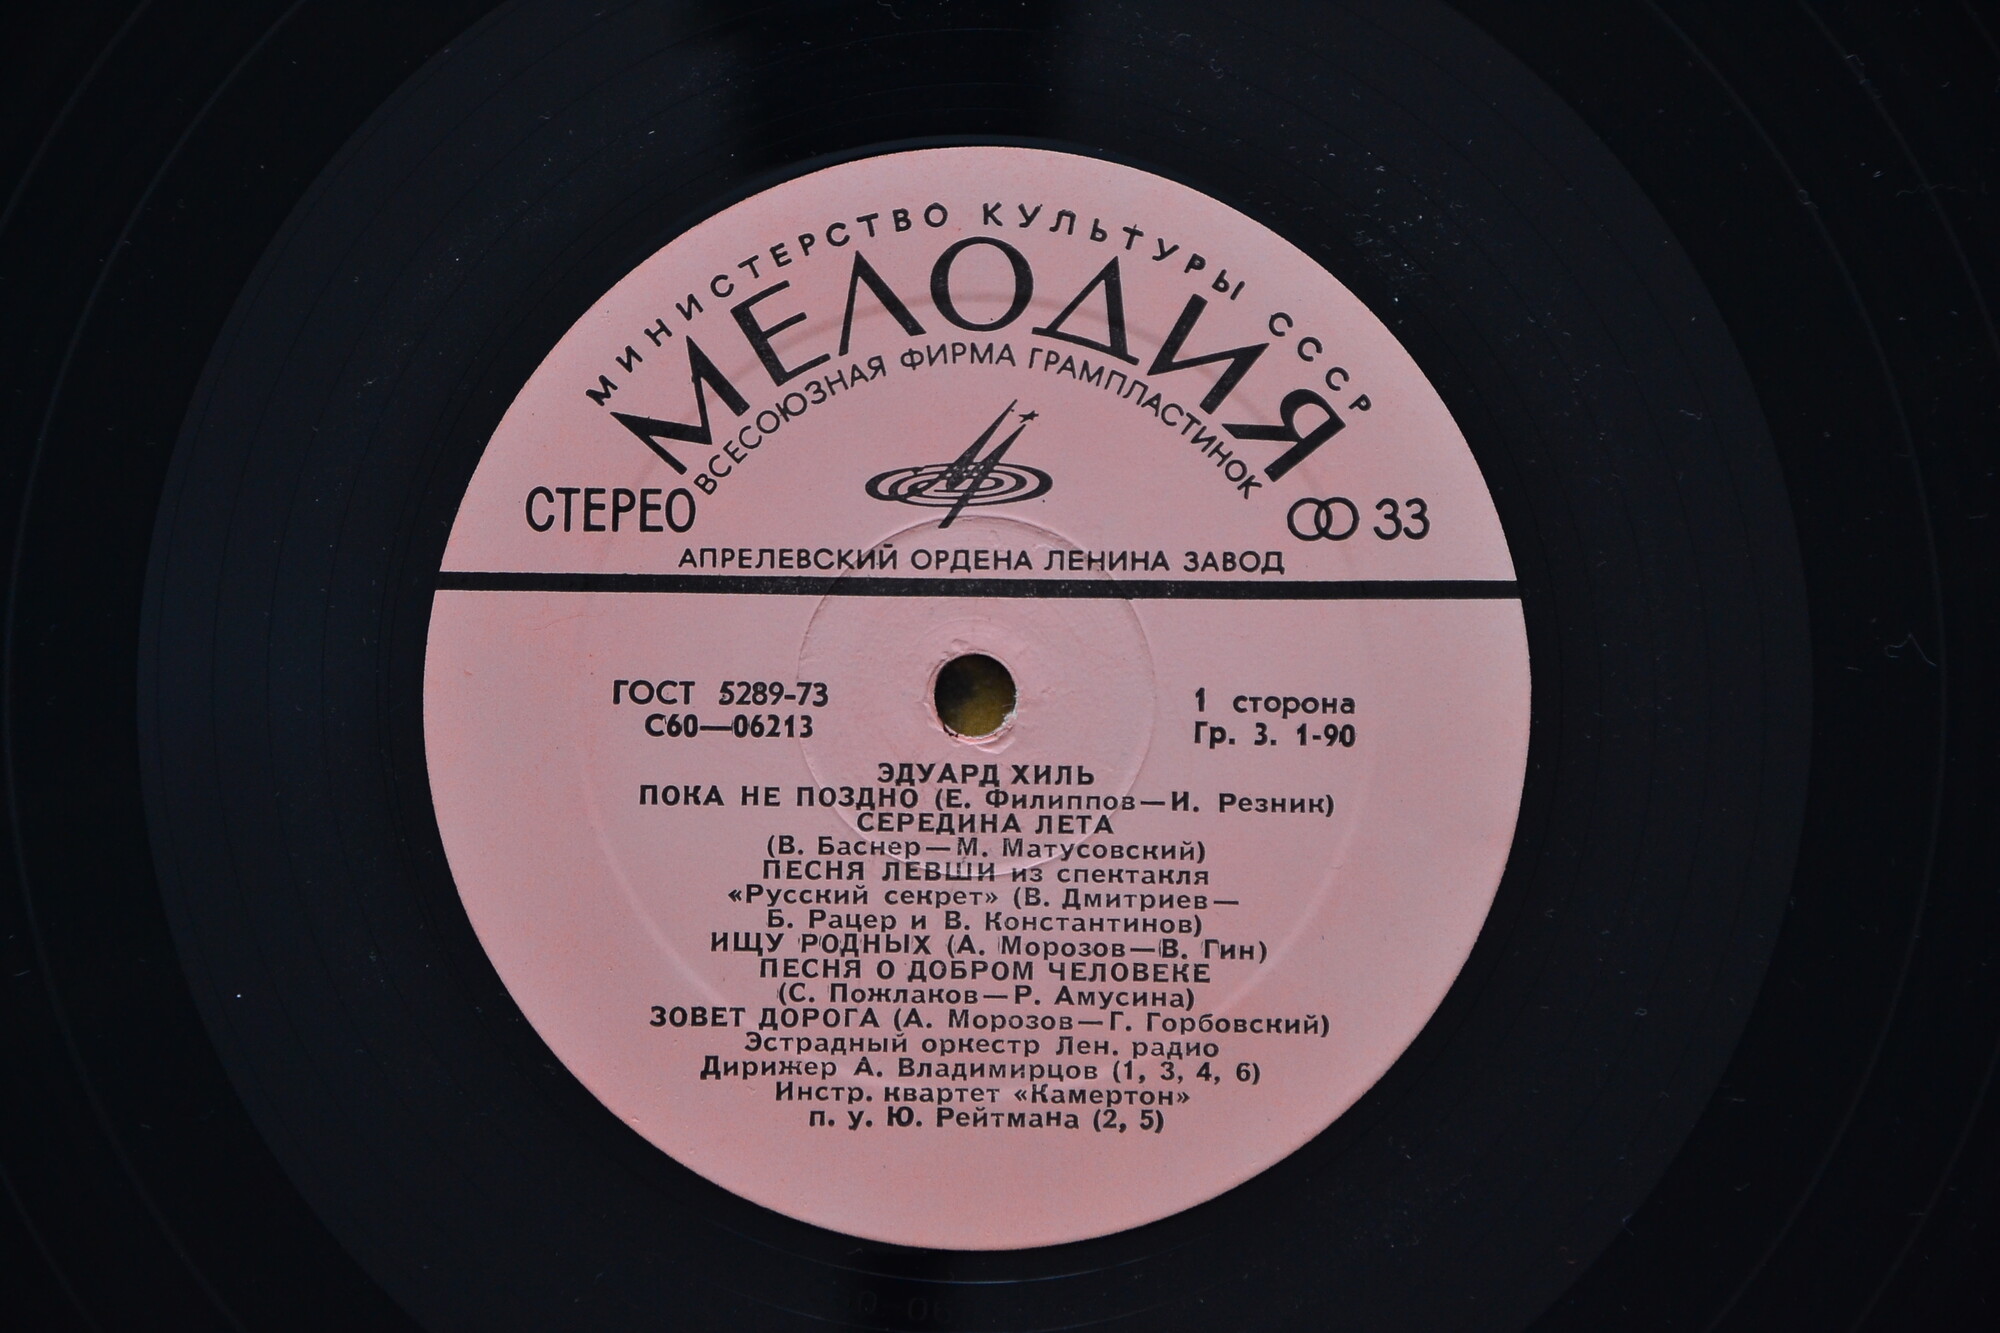 МИНИСТЕРСТВО КУЛЬТУРЫ СССР
МЕЛОДИЯ
ВСЕСОЮЗНАЯ ФИРМА ГРАМПЛАСТИНОК
СТЕРЕО
33
АПРЕЛЕВСКИЙ ОРДЕНА ЛЕНИНА ЗАВОД
ГОСТ 5289-73
С60—06213
1 сторона
Гр. 3. 1-90
ЭДУАРД ХИЛЬ
ПОКА НЕ ПОЗДНО (Е. Филиппов—И. Резник)
СЕРЕДИНА ЛЕТА
(В. Баснер—М. Матусовский)
ПЕСНЯ ЛЕВШИ из спектакля
«Русский секрет» (В. Дмитриев—
Б. Рацер и В. Константинов)
ИЩУ РОДНЫХ (А. Морозов—В. Гин)
ПЕСНЯ О ДОБРОМ ЧЕЛОВЕКЕ
(С. Пожлаков—Р. Амусина)
ЗОВЕТ ДОРОГА (А. Морозов—Г. Горбовский)
Эстрадный оркестр Лен. радио
Дирижер А. Владимирцов (1, 3, 4, 6)
Инстр. квартет «Камертон»
п. у. Ю. Рейтмана (2, 5)